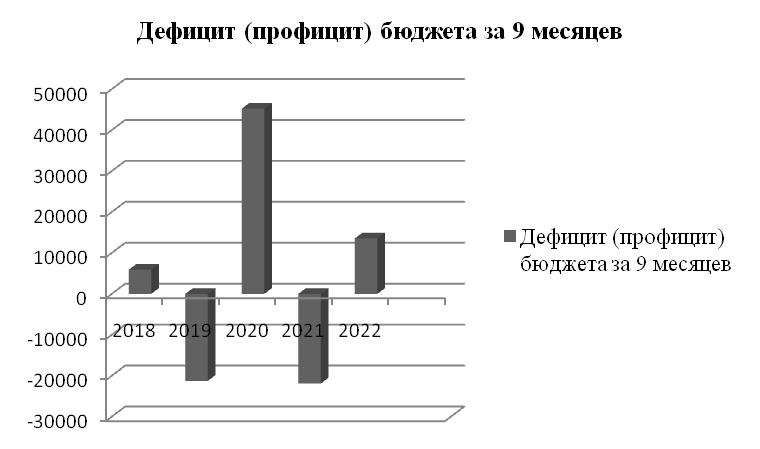 Дефицит (профицит) бюджета за 9 месяцев
50000
40000
30000
20000
10000
0
-10000
-20000
-30000
2018 2019 2020 2021 2022
Дефицит (профицит)
бюджета за 9 месяцев